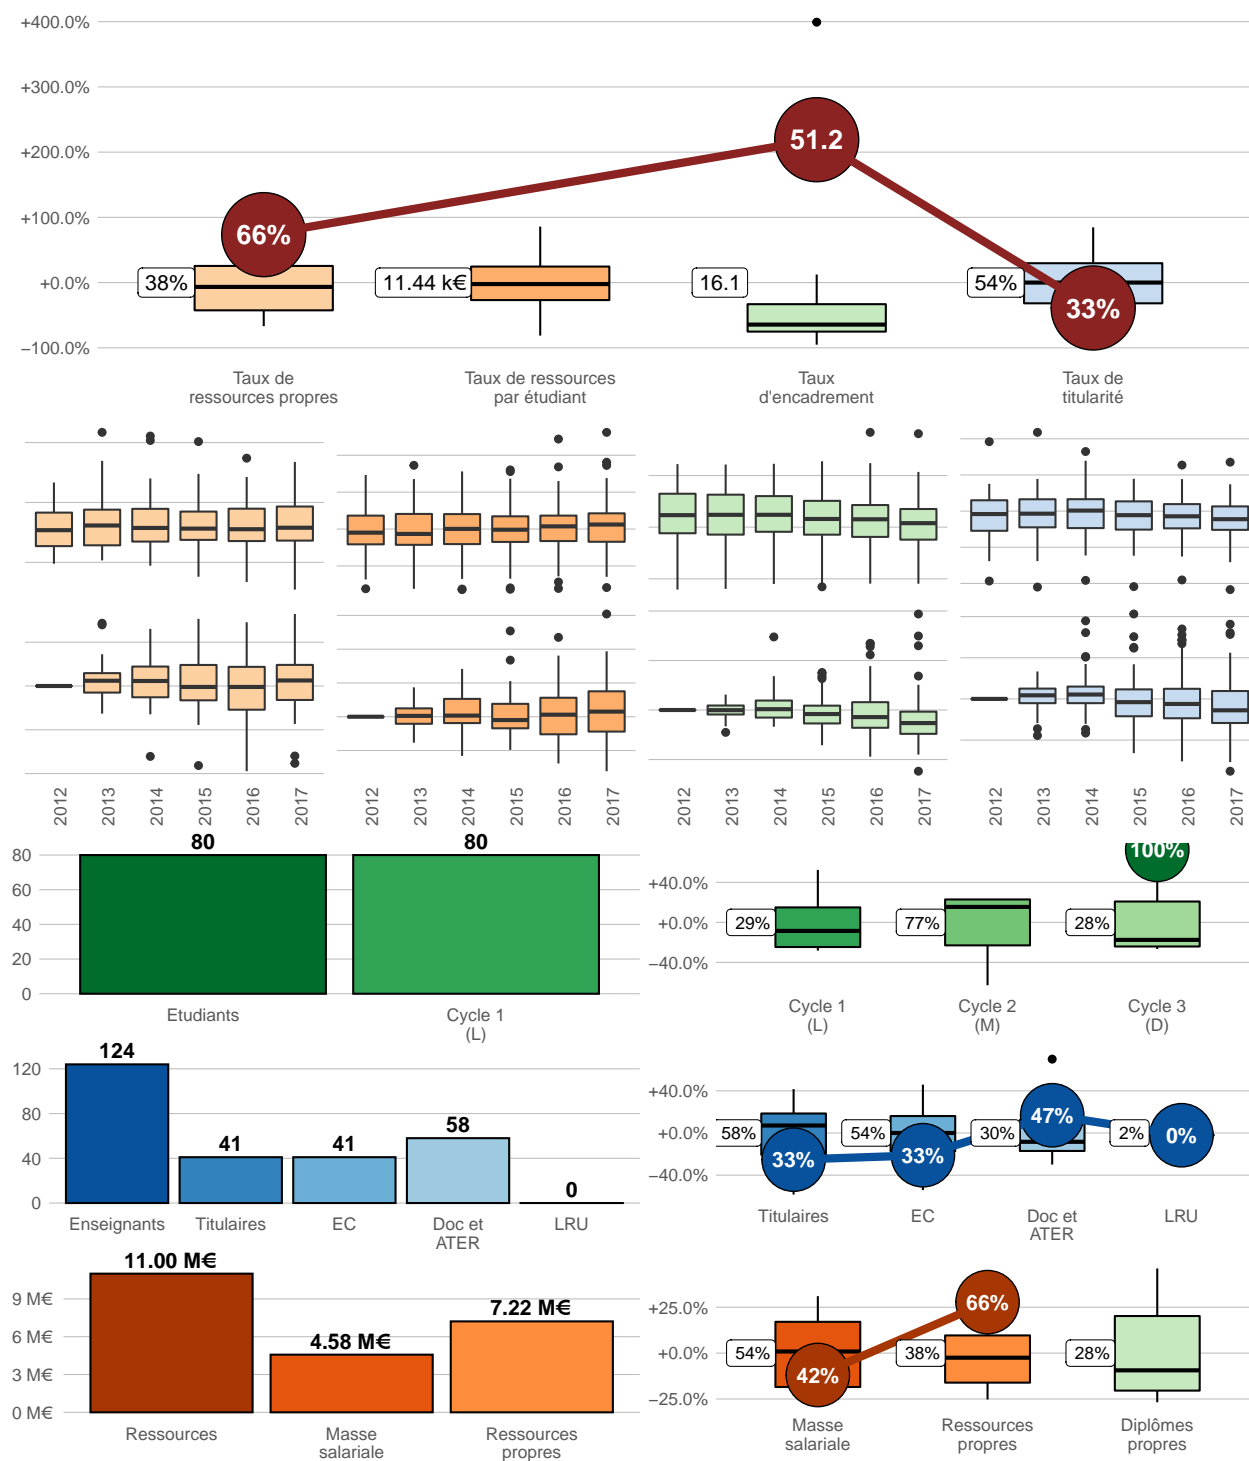 +400.0%
+300.0%
+200.0%
+100.0%
+0.0%
−100.0%
51.2
66%
33%
38%
11.44 k€
16.1
54%
Taux de
ressources propres
Taux de ressources
par étudiant
Taux
d'encadrement
Taux de
titularité
2012
2013
2014
2015
2016
2017
2012
2013
2014
2015
2016
2017
2012
2013
2014
2015
2016
2017
2012
2013
2014
2015
2016
2017
80
60
40
20
0
80
80
Etudiants
Cycle 1
(L)
+40.0%
+0.0%
−40.0%
29%
77%
28%
100%
Cycle 1
(L)
Cycle 2
(M)
Cycle 3
(D)
120
80
40
0
124
41
41
58
0
Enseignants
Titulaires
EC
Doc et
ATER
LRU
+40.0%
+0.0%
−40.0%
58%
33%
54%
33%
30%
47%
2%
0%
Titulaires
EC
Doc et
ATER
LRU
9 M€
6 M€
3 M€
0 M€
11.00 M€
4.58 M€
7.22 M€
Ressources
Masse
salariale
Ressources
propres
+25.0%
+0.0%
−25.0%
54%
42%
38%
66%
28%
Masse
salariale
Ressources
propres
Diplômes
propres